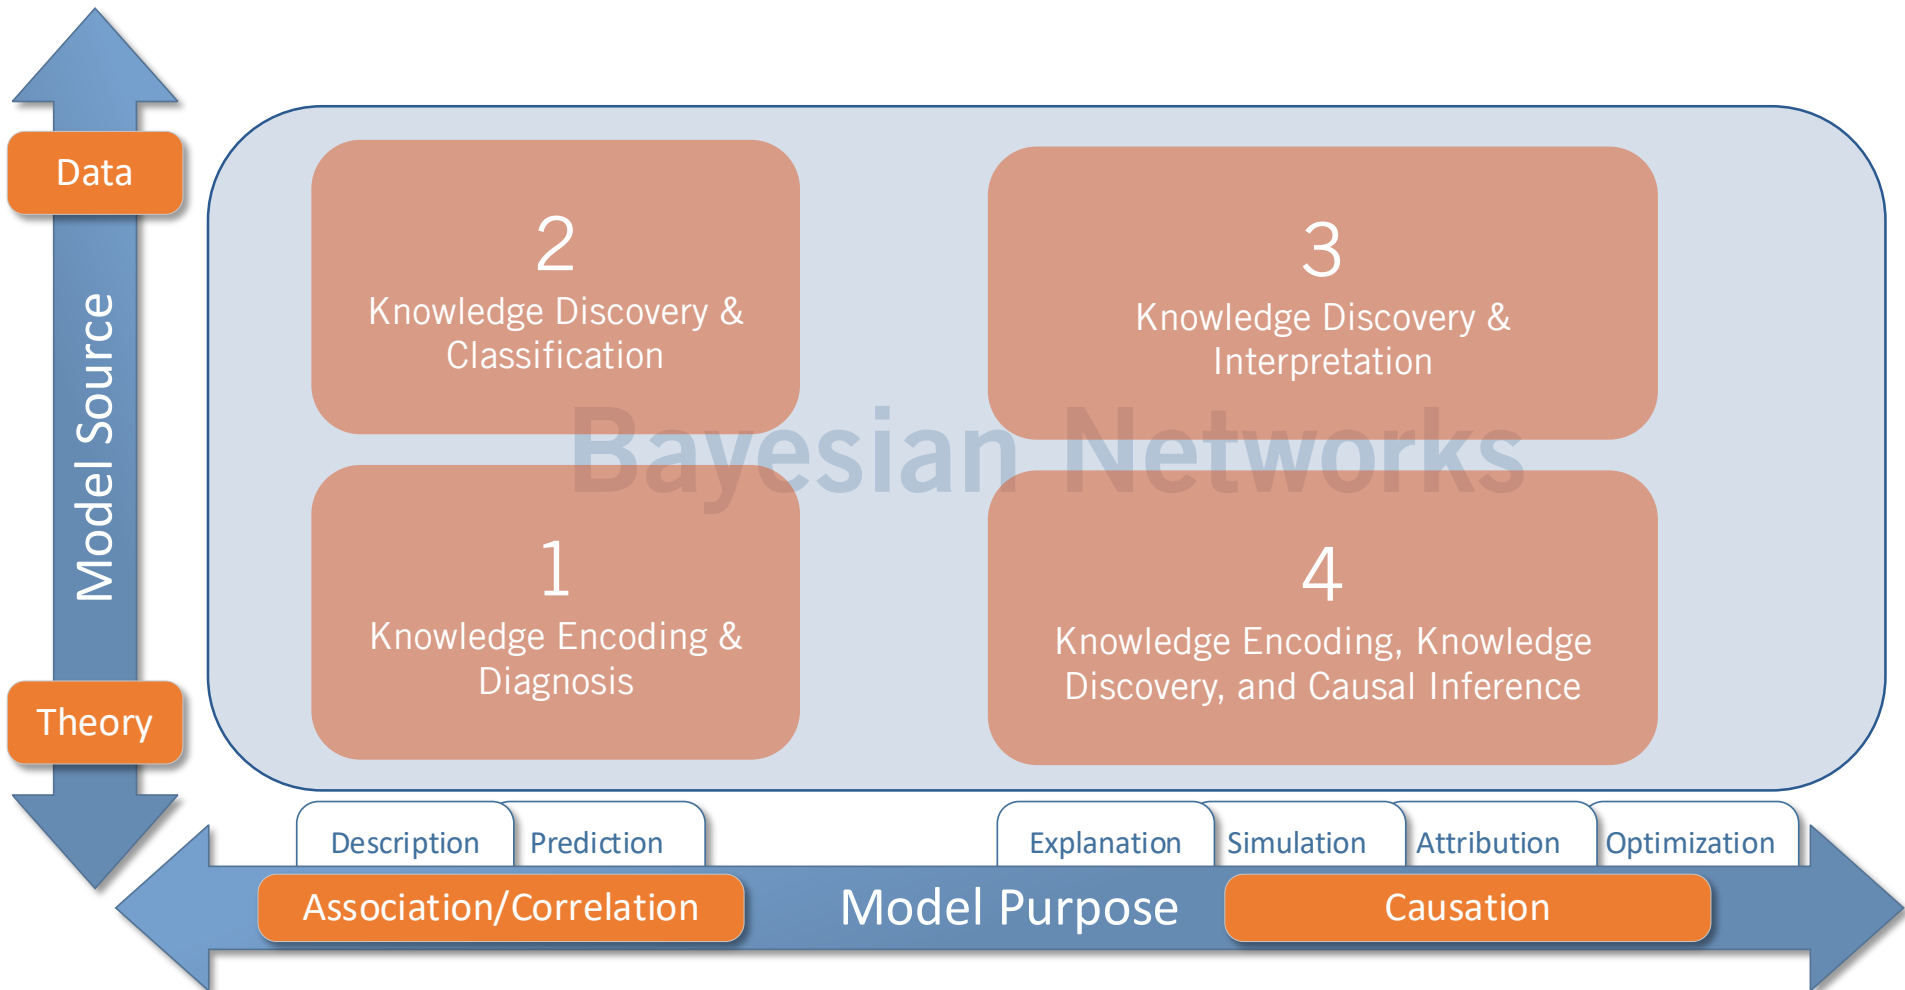 Data
Model Source
Theory
2
Knowledge Discovery &
Classification
3
Knowledge Discovery &
Interpretation
Bayesian Networks
1
Knowledge Encoding &
Diagnosis
4
Knowledge Encoding, Knowledge
Discovery, and Causal Inference
Description Prediction Explanation Simulation Attribution Optimization
Association/Correlation Model Purpose Causation